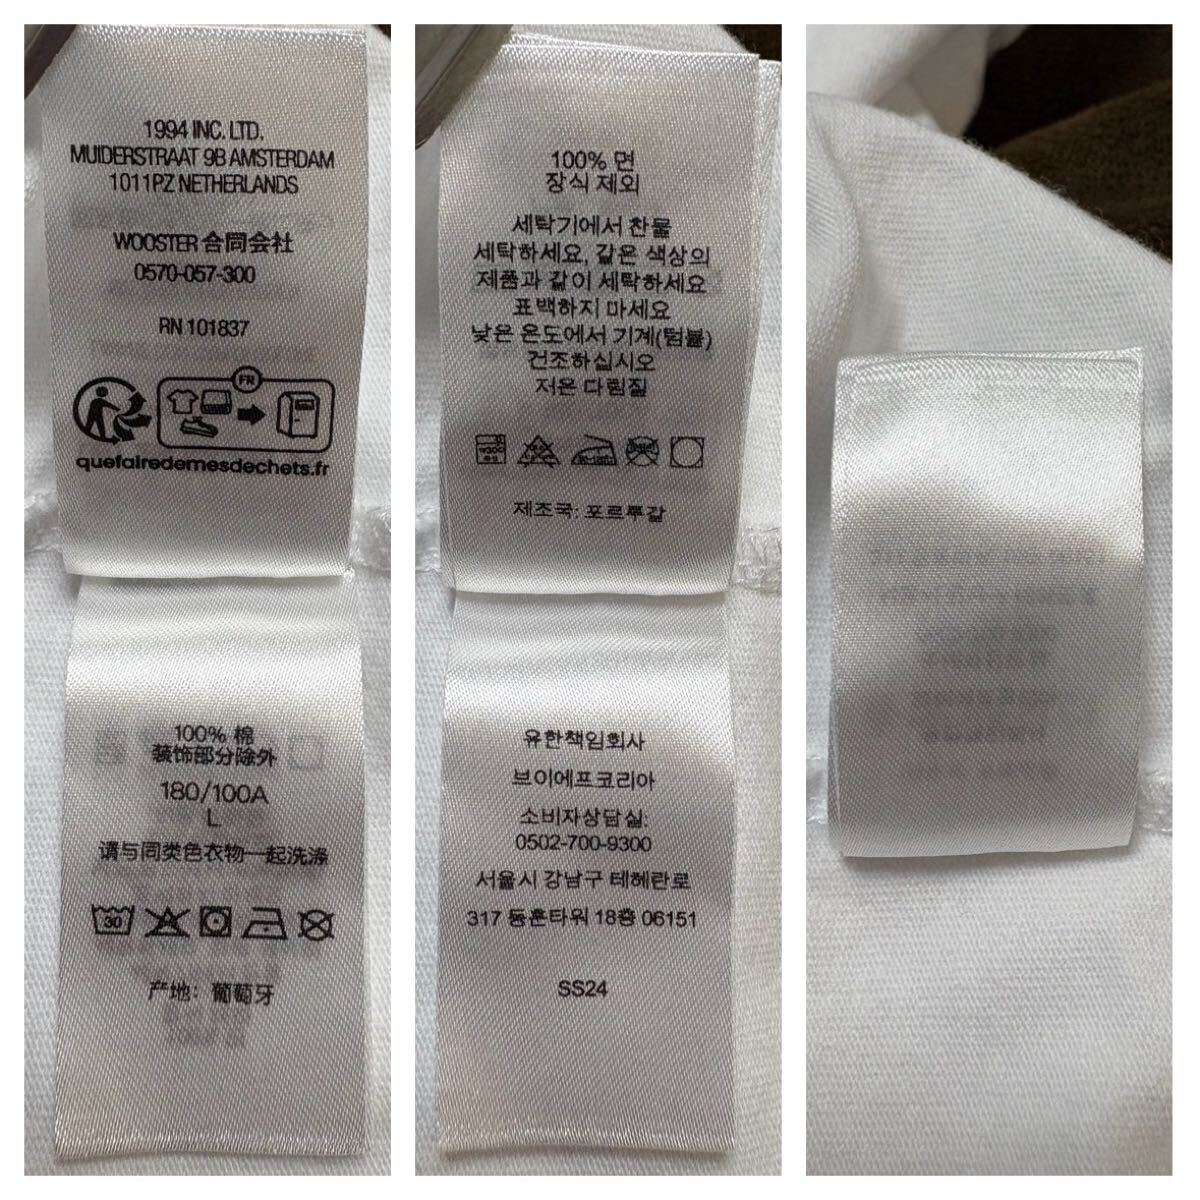 1994 INC. LTD.
MUIDERSTRAAT 9B AMSTERDAM
1011PZ NETHERLANDS
WOOSTER 合同会社
0570-057-300
RN 101837
FR
quefairedemesdechets.fr
100% 棉
装饰部分除外
180/100A
L
请与同类色衣物一起洗涤
30
产地：葡萄牙
100% 면
장식 제외
세탁기에서 찬물
세탁하세요, 같은 색상의
제품과 같이 세탁하세요
표백하지 마세요
낮은 온도에서 기계(텀블)
건조하십시오
저온 다림질
제조국: 포르투갈
유한책임회사
브이에프코리아
소비자상담실:
0502-700-9300
서울시 강남구 테헤란로
317 동훈타워 18층 06151
SS24